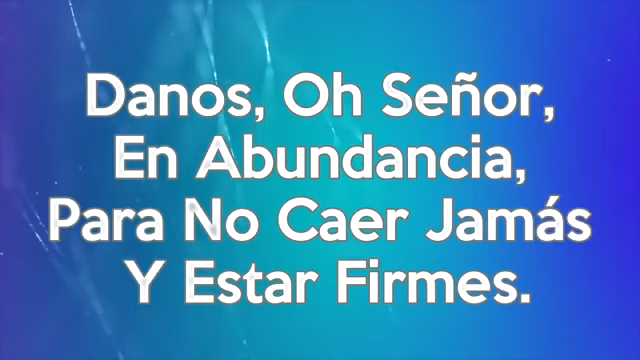 Danos, Oh Señor,
En Abundancia,
Para No Caer Jamás
Y Estar Firmes.